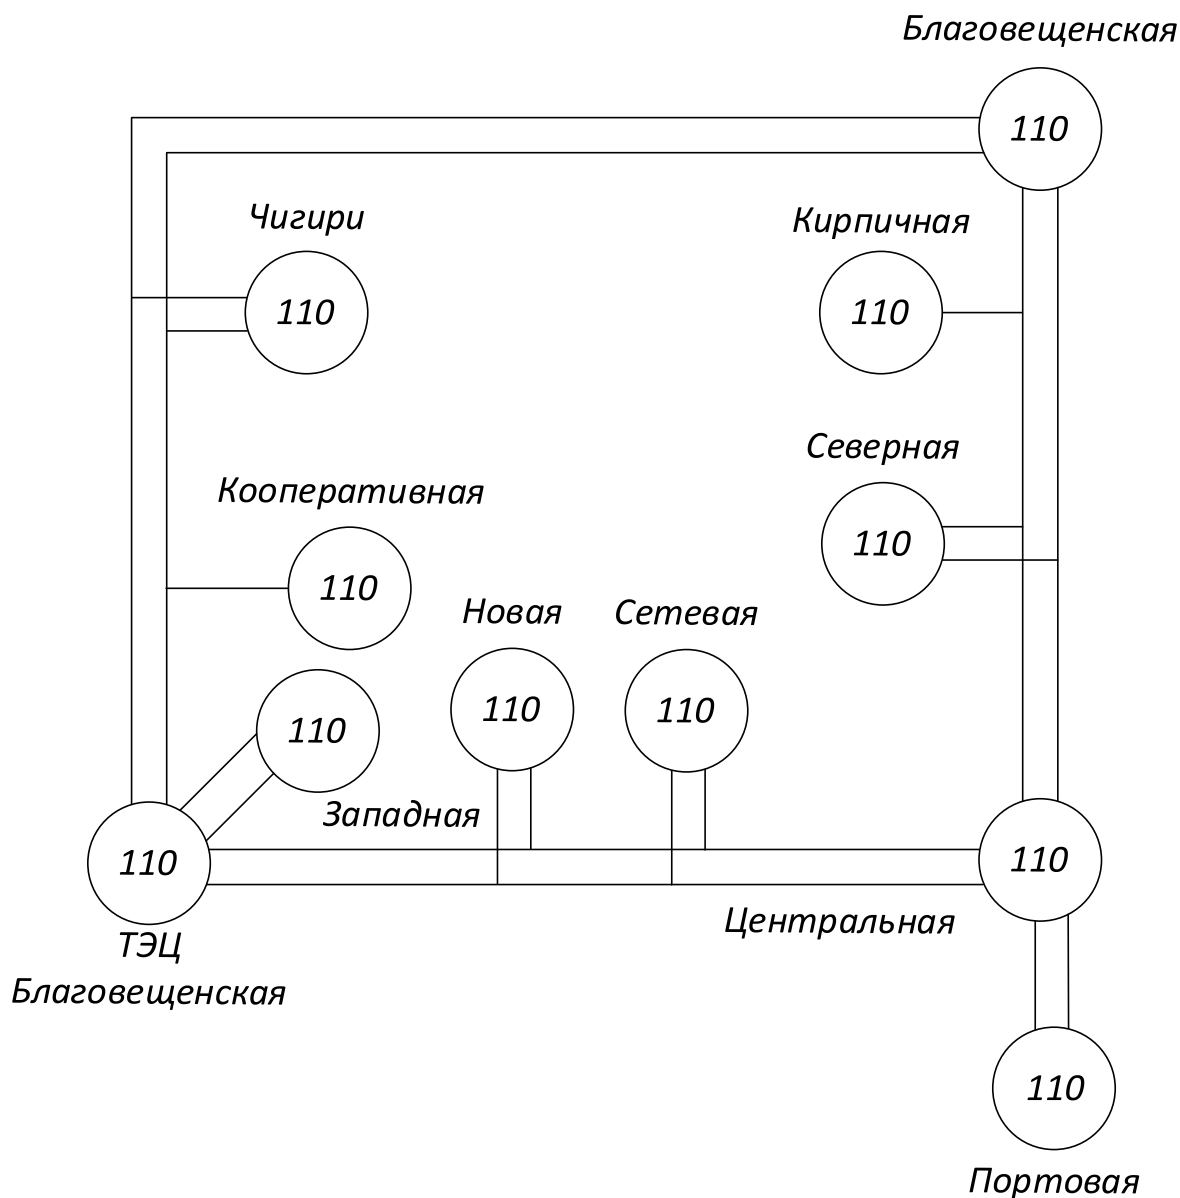 Благовещенская
110
Чигири
110
Кирпичная
110
Северная
110
Кооперативная
110
Новая
110
Сетевая
110
110
Западная
110
ТЭЦ
Благовещенская
110
Центральная
110
Портовая